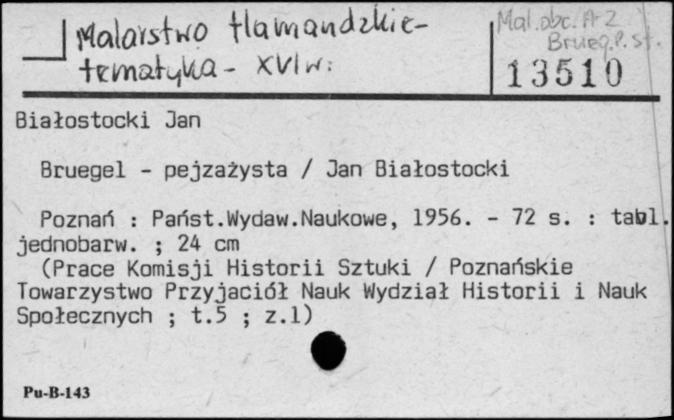 Malarstwo flamandzkie-
tematyka - XVI w.
Mal.obc. A-Z
Brueg.P.st.
13510
Białostocki Jan
Bruegel - pejzażysta / Jan Białostocki
Poznań : Państ.Wydaw.Naukowe, 1956. - 72 s. : tabl.
jednobarw. ; 24 cm
(Prace Komisji Historii Sztuki / Poznańskie
Towarzystwo Przyjaciół Nauk Wydział Historii i Nauk
Społecznych ; t.5 ; z.1)
Pu-B-143